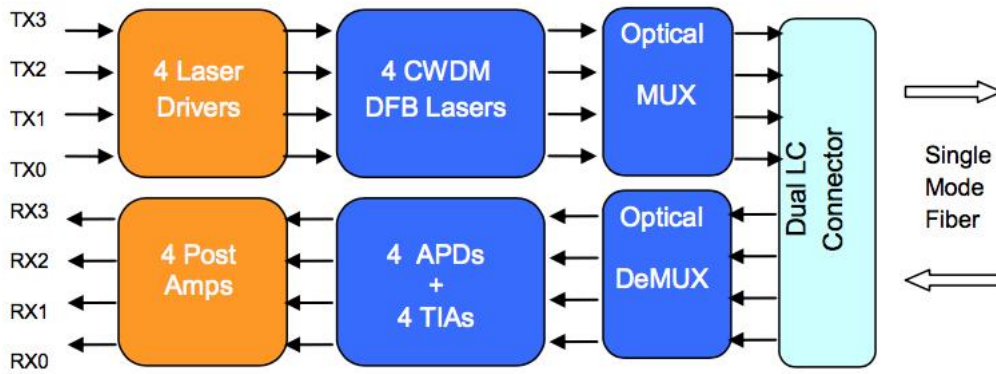 TX3
TX2
TX1
TX0
4 Laser
Drivers
4 CWDM
DFB Lasers
Optical
MUX
RX3
RX2
RX1
RX0
4 Post
Amps
4 APDs
+
4 TIAs
Optical
DeMUX
Dual LC
Connector
Single
Mode
Fiber